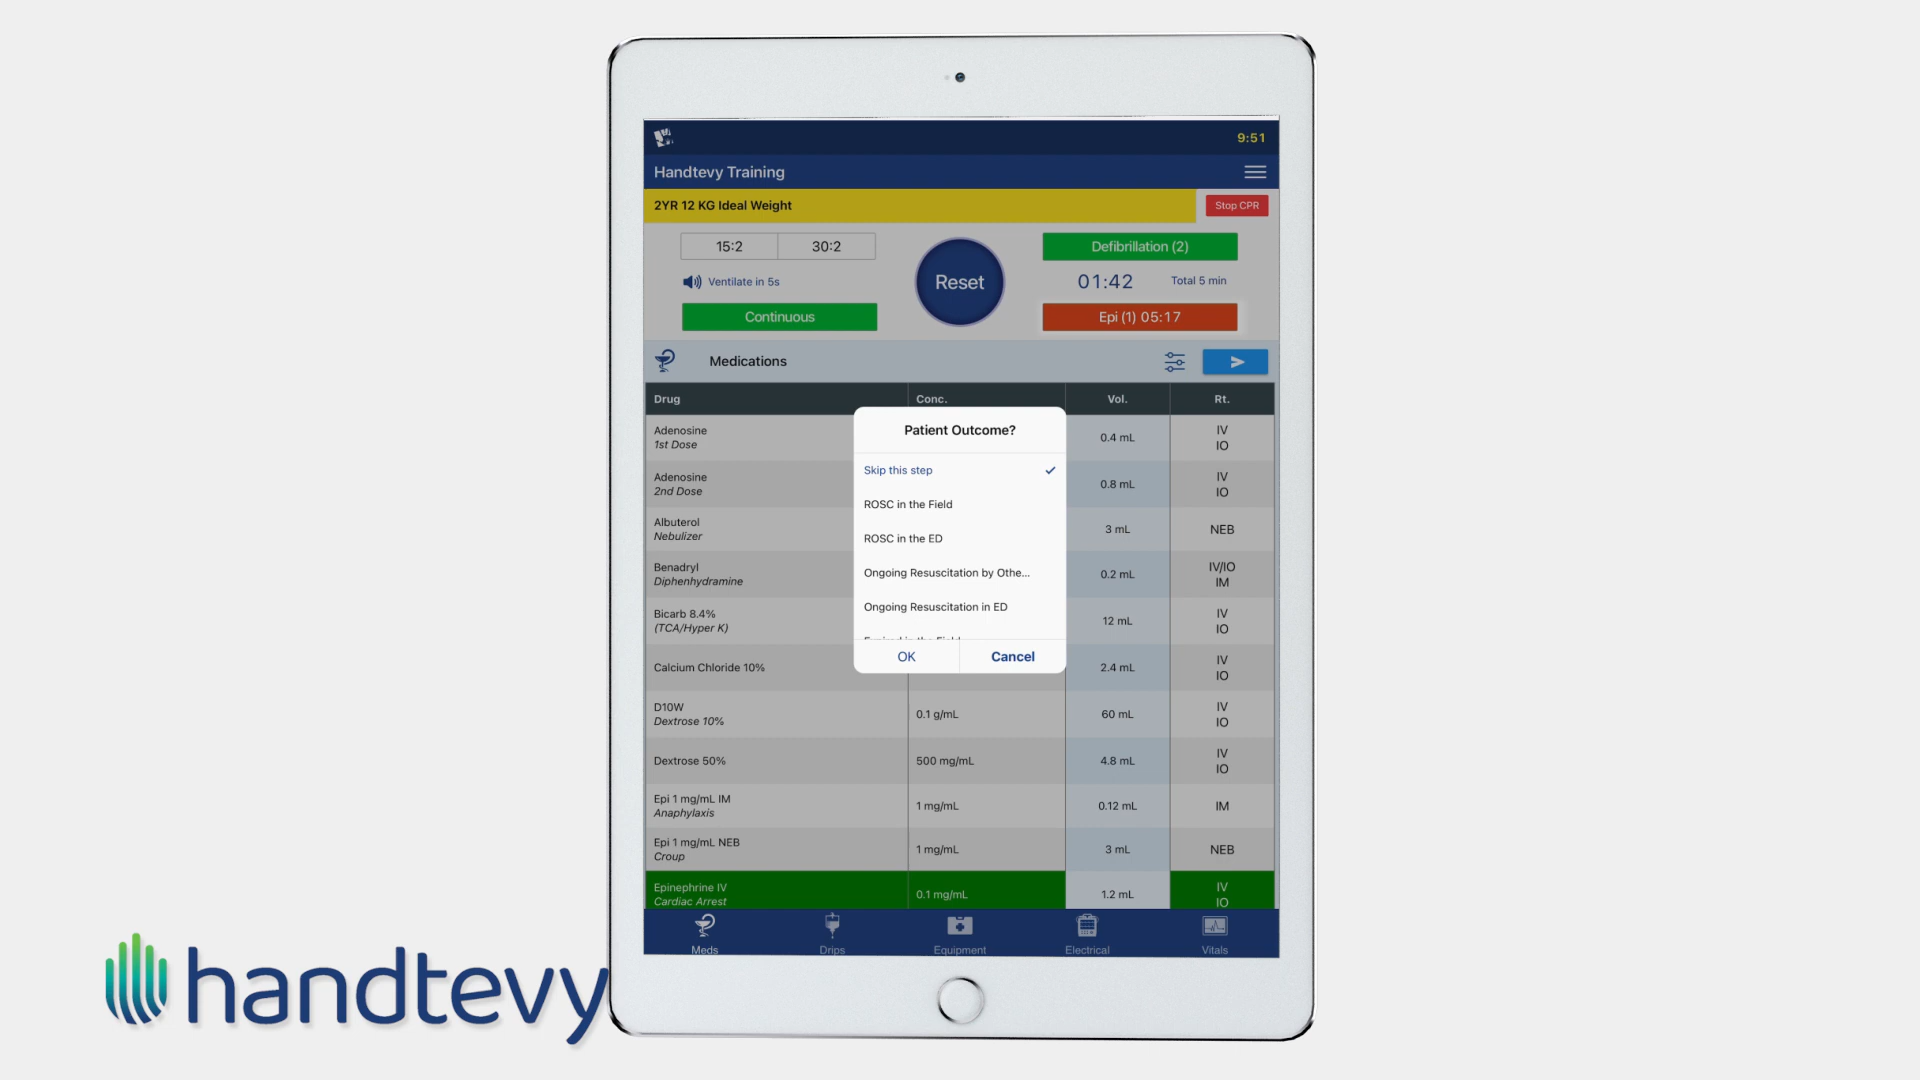 9:51
Handtevy Training
2YR 12 KG Ideal Weight
Stop CPR
15:2 30:2
Ventilate in 5s
Continuous
Reset
Defibrillation (2)
01:42 Total 5 min
Epi (1) 05:17
Medications
Drug Conc. Vol. Rt.
Patient Outcome?
Skip this step
ROSC in the Field
ROSC in the ED
Ongoing Resuscitation by Othe...
Ongoing Resuscitation in ED
Expired in the Field
OK Cancel
Adenosine
1st Dose
0.4 mL
IV
IO
Adenosine
2nd Dose
0.8 mL
IV
IO
Albuterol
Nebulizer
3 mL
NEB
Benadryl
Diphenhydramine
0.2 mL
IV/IO
IM
Bicarb 8.4%
(TCA/Hyper K)
12 mL
IV
IO
Calcium Chloride 10%
2.4 mL
IV
IO
D10W
Dextrose 10%
0.1 g/mL
60 mL
IV
IO
Dextrose 50%
500 mg/mL
4.8 mL
IV
IO
Epi 1 mg/mL IM
Anaphylaxis
1 mg/mL
0.12 mL
IM
Epi 1 mg/mL NEB
Croup
1 mg/mL
3 mL
NEB
Epinephrine IV
Cardiac Arrest
0.1 mg/mL
1.2 mL
IV
IO
Meds Drips Equipment Electrical Vitals
handtevy